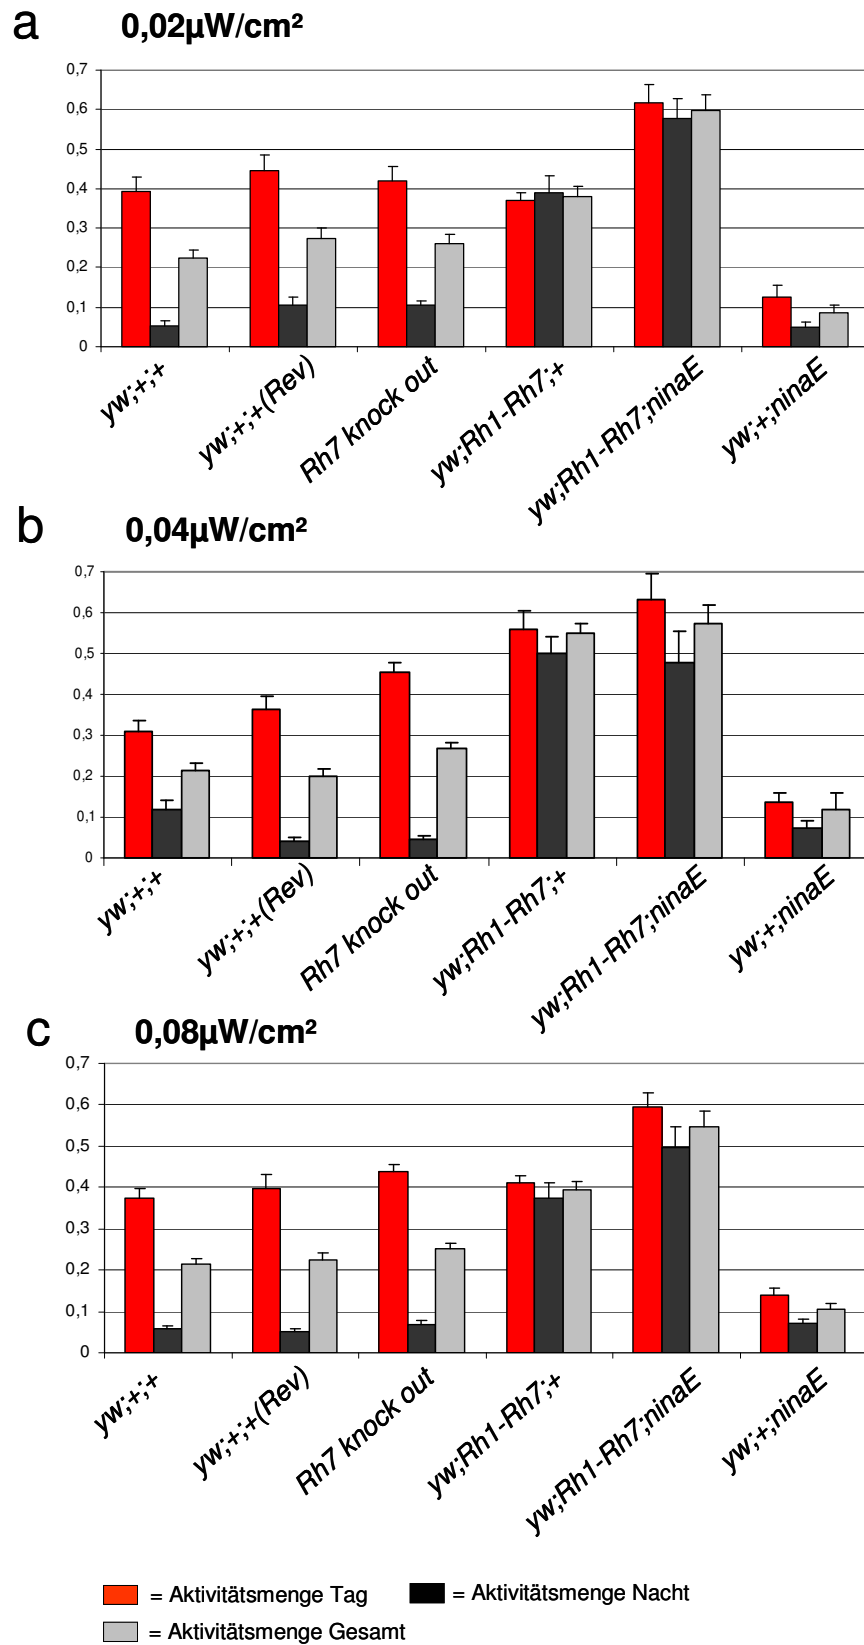 a
0,02µW/cm²
0,7
0,6
0,5
0,4
0,3
0,2
0,1
0
yw;+;+
yw;+;+(Rev)
Rh7 knock out
yw;Rh1-Rh7;+
yw;Rh1-Rh7;ninaE
yw;+;ninaE
b
0,04µW/cm²
0,7
0,6
0,5
0,4
0,3
0,2
0,1
0
yw;+;+
yw;+;+(Rev)
Rh7 knock out
yw;Rh1-Rh7;+
yw;Rh1-Rh7;ninaE
yw;+;ninaE
c
0,08µW/cm²
0,7
0,6
0,5
0,4
0,3
0,2
0,1
0
yw;+;+
yw;+;+(Rev)
Rh7 knock out
yw;Rh1-Rh7;+
yw;Rh1-Rh7;ninaE
yw;+;ninaE
= Aktivitätsmenge Tag
= Aktivitätsmenge Nacht
= Aktivitätsmenge Gesamt